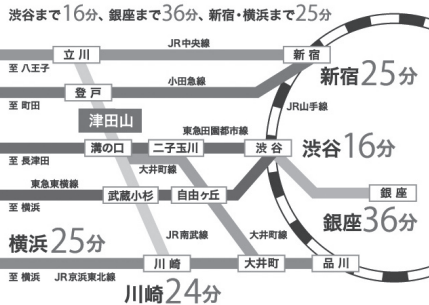 渋谷まで16分、銀座まで36分、新宿・横浜まで25分
JR中央線
立川
新宿
至 八王子
小田急線
新宿25分
登戸
至 町田
JR山手線
津田山
東急田園都市線
溝の口
二子玉川
渋谷
渋谷16分
至 長津田
大井町線
東急東横線
武蔵小杉
自由ヶ丘
銀座
至 横浜
銀座36分
横浜25分
JR南武線
大井町線
川崎
大井町
品川
至 横浜
JR京浜東北線
川崎24分